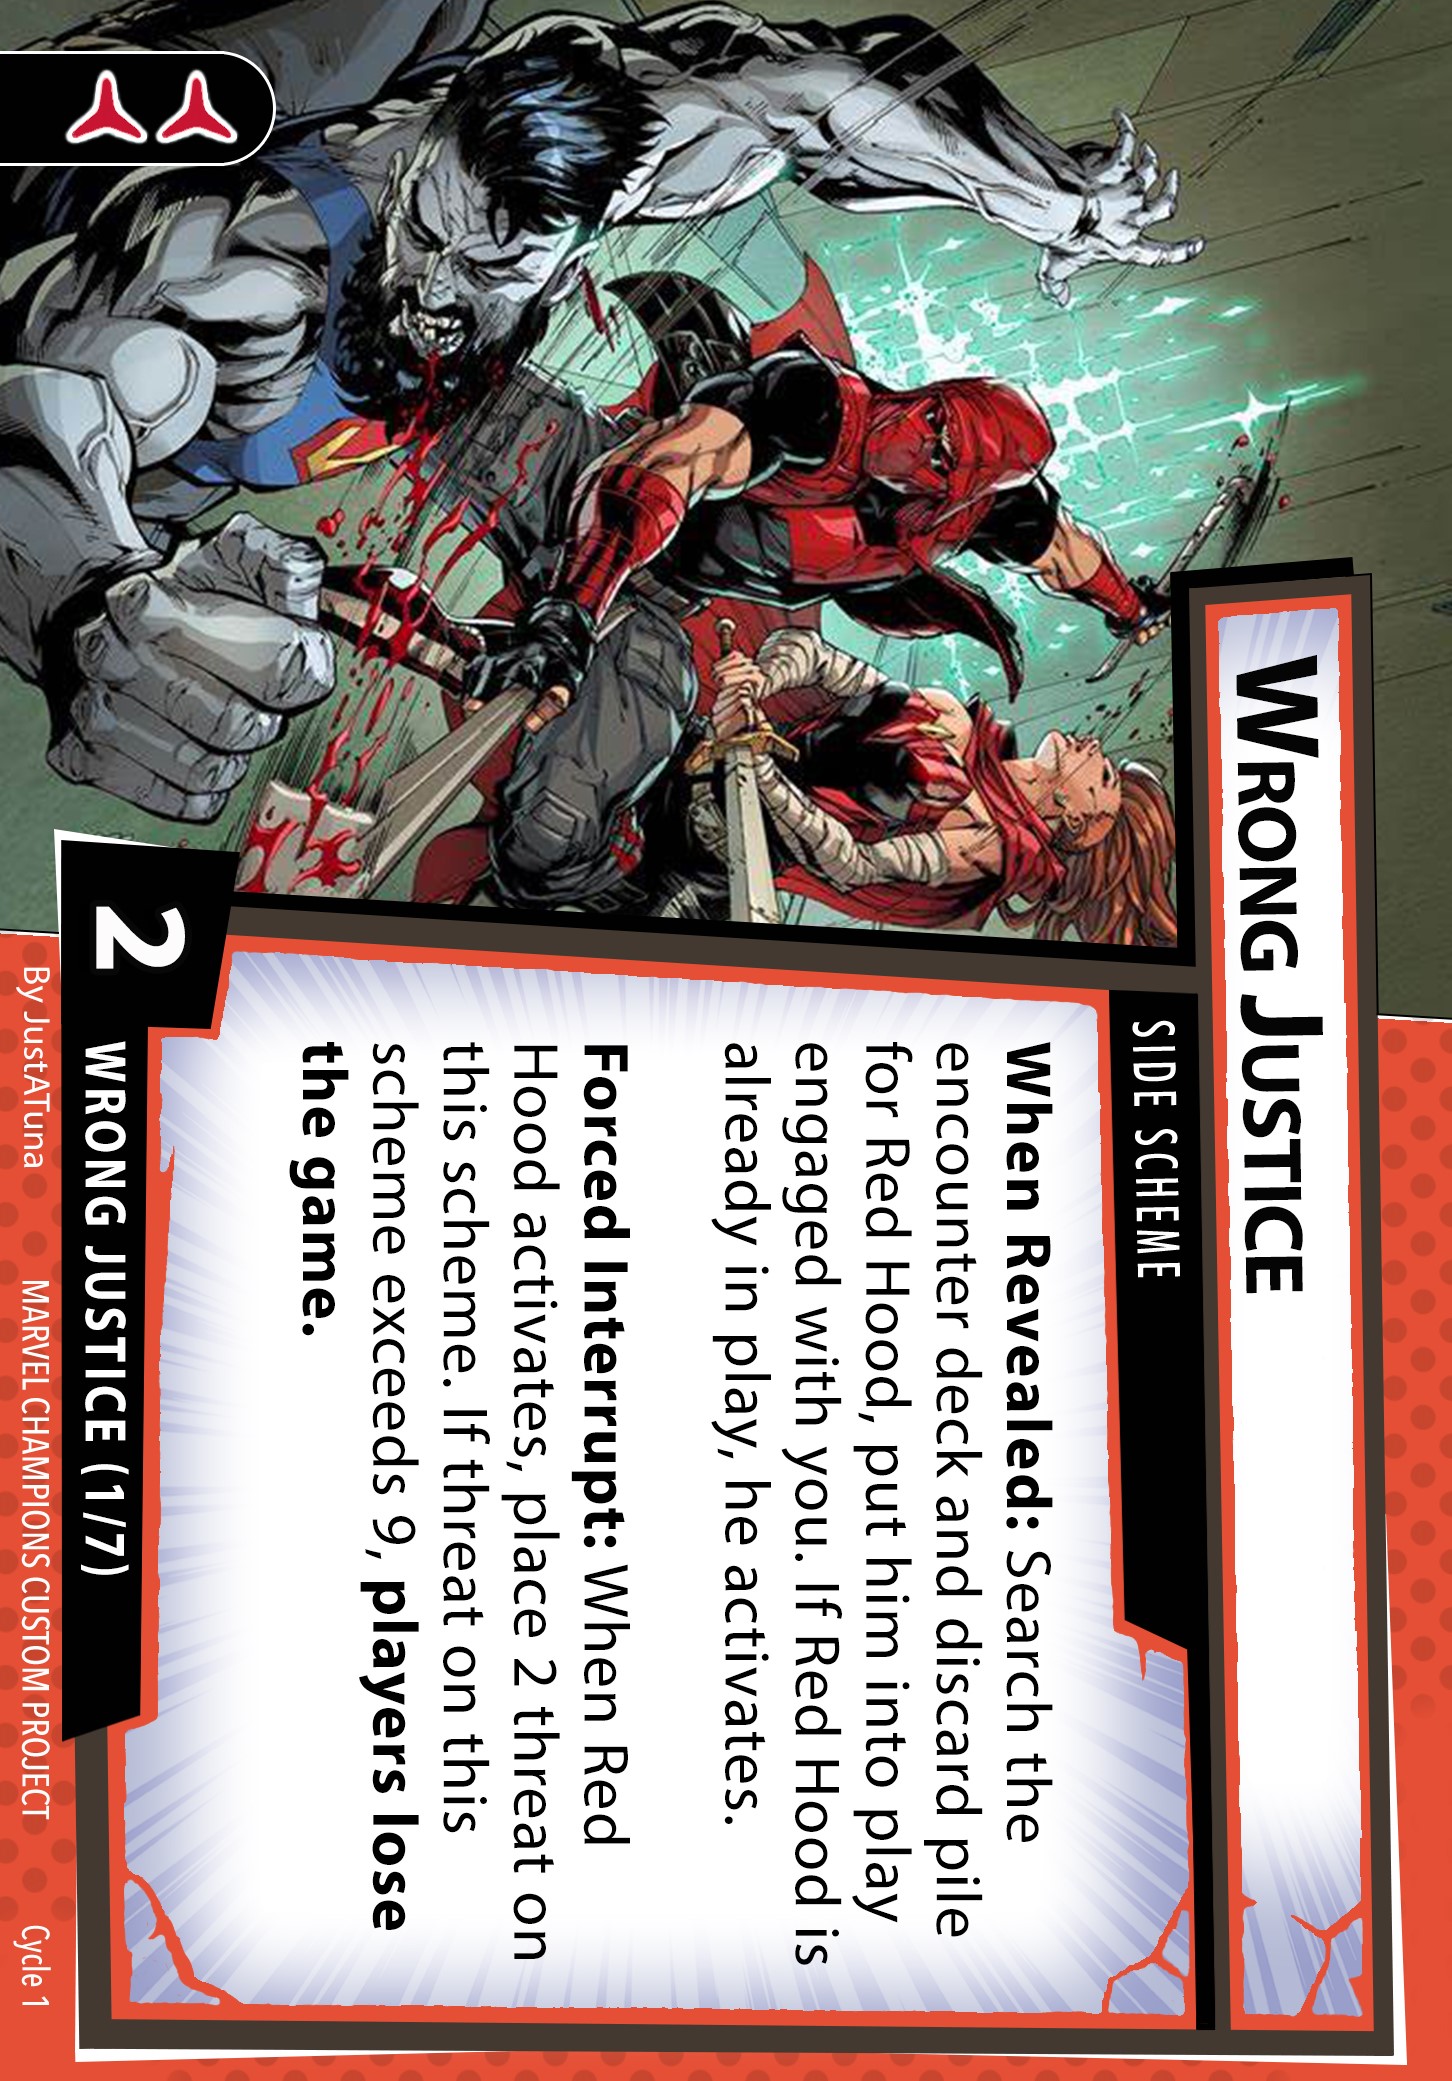 WRONG JUSTICE
SIDE SCHEME
When Revealed: Search the
encounter deck and discard pile
for Red Hood, put him into play
engaged with you. If Red Hood is
already in play, he activates.
Forced Interrupt: When Red
Hood activates, place 2 threat on
this scheme. If threat on this
scheme exceeds 9, players lose
the game.
2
WRONG JUSTICE (1/7)
By JustATuna MARVEL CHAMPIONS CUSTOM PROJECT Cycle 1